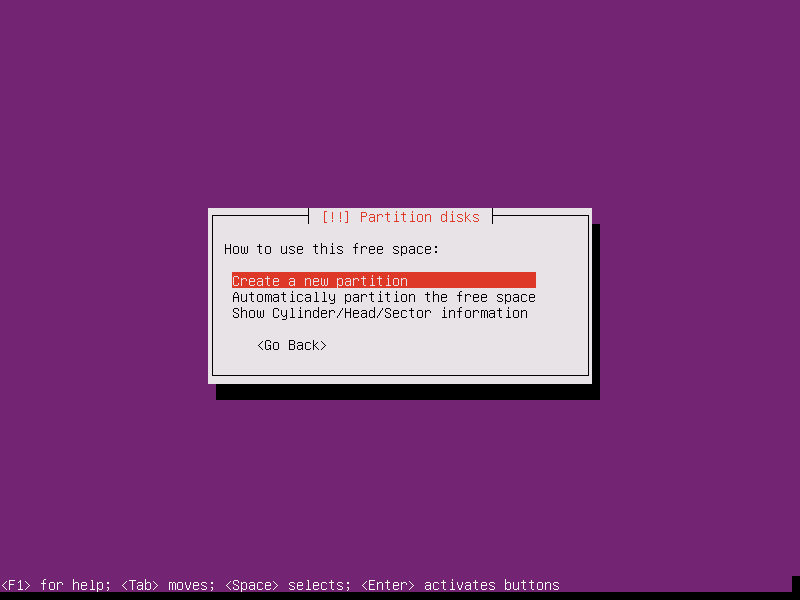 [!!] Partition disks
How to use this free space:
Create a new partition
Automatically partition the free space
Show Cylinder/Head/Sector information
<Go Back>
<F1> for help; <Tab> moves; <Space> selects; <Enter> activates buttons